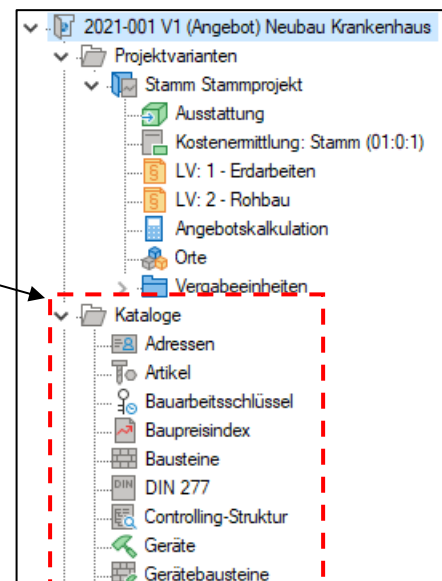 2021-001 V1 (Angebot) Neubau Krankenhaus
Projektvarianten
Stamm Stammprojekt
Ausstattung
Kostenermittlung: Stamm (01:0:1)
LV: 1 - Erdarbeiten
LV: 2 - Rohbau
Angebotskalkulation
Orte
Vergabeeinheiten
Kataloge
Adressen
Artikel
Bauarbeitsschlüssel
Baupreisindex
Bausteine
DIN DIN 277
Controlling-Struktur
Geräte
Gerätebausteine